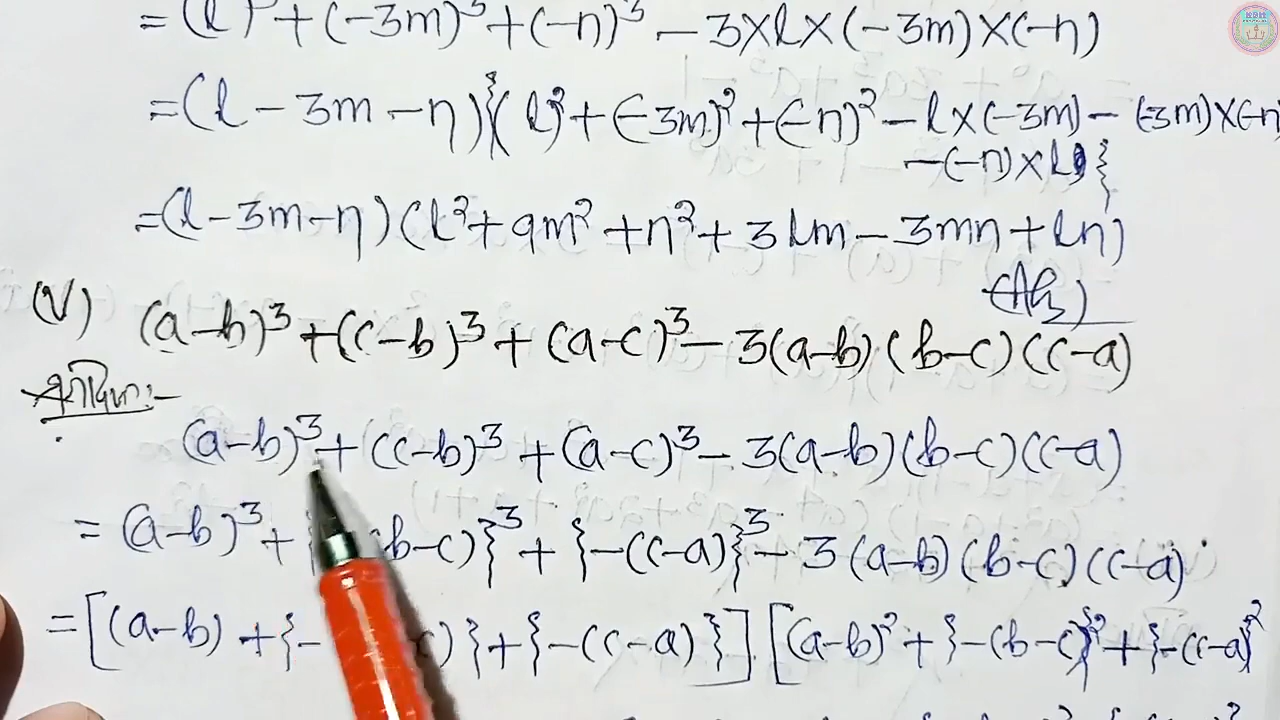 = (l)³ + (-3m)³ + (-n)³ - 3×l×(-3m)×(-n)
= (l - 3m - n){(l)² + (-3m)² + (-n)² - l×(-3m) - (-3m)×(-n)
-(-n)×l)}
= (l - 3m - n)(l² + 9m² + n² + 3lm - 3mn + ln)
(Ans)
(V) (a-b)³ + (c-b)³ + (a-c)³ - 3(a-b)(b-c)(c-a)
(a-b)³ + (c-b)³ + (a-c)³ - 3(a-b)(b-c)(c-a)
= (a-b)³ + { b-c)}³ + {-(c-a)}³ - 3(a-b)(b-c)(c-a)
= [(a-b) + {- c)} + {-(c-a)}] [(a-b)² + {-(b-c)}² + {-(c-a)}²